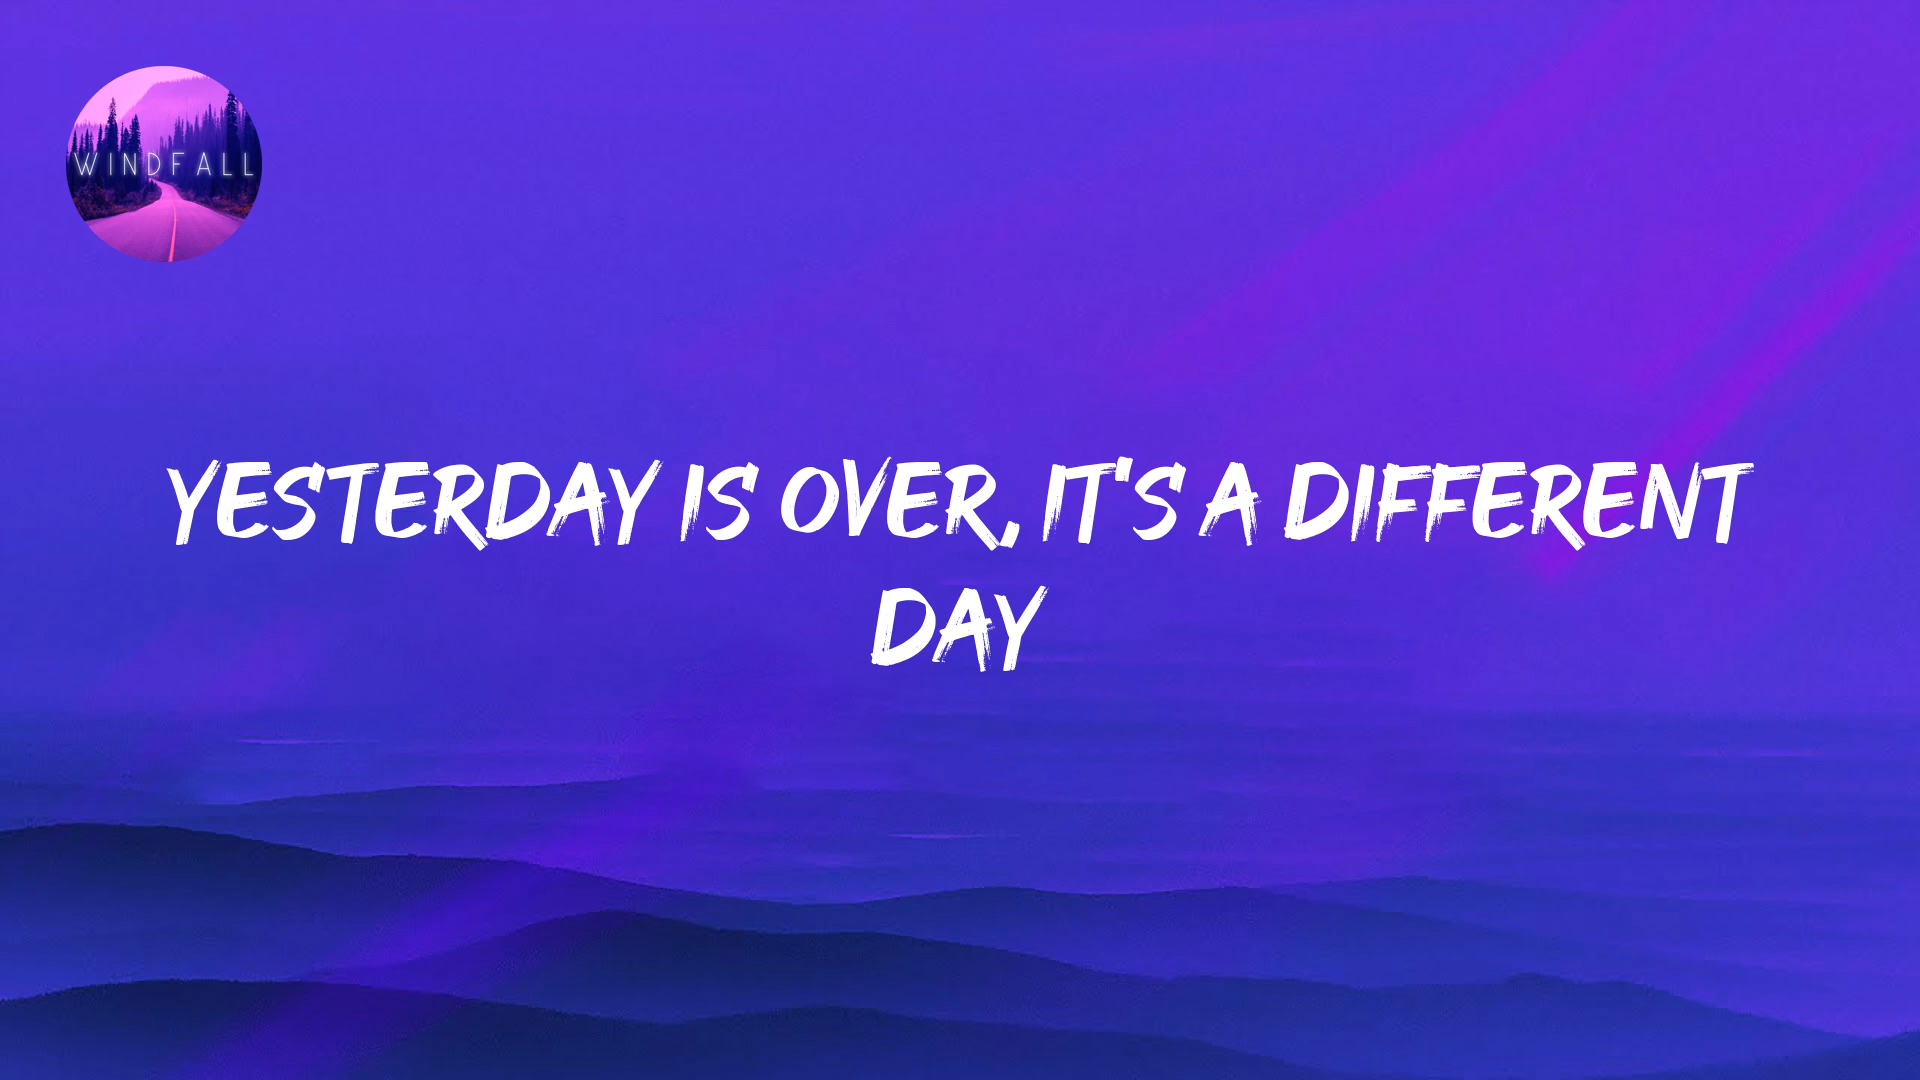 WINDFALL
YESTERDAY IS OVER, IT'S A DIFFERENT
DAY